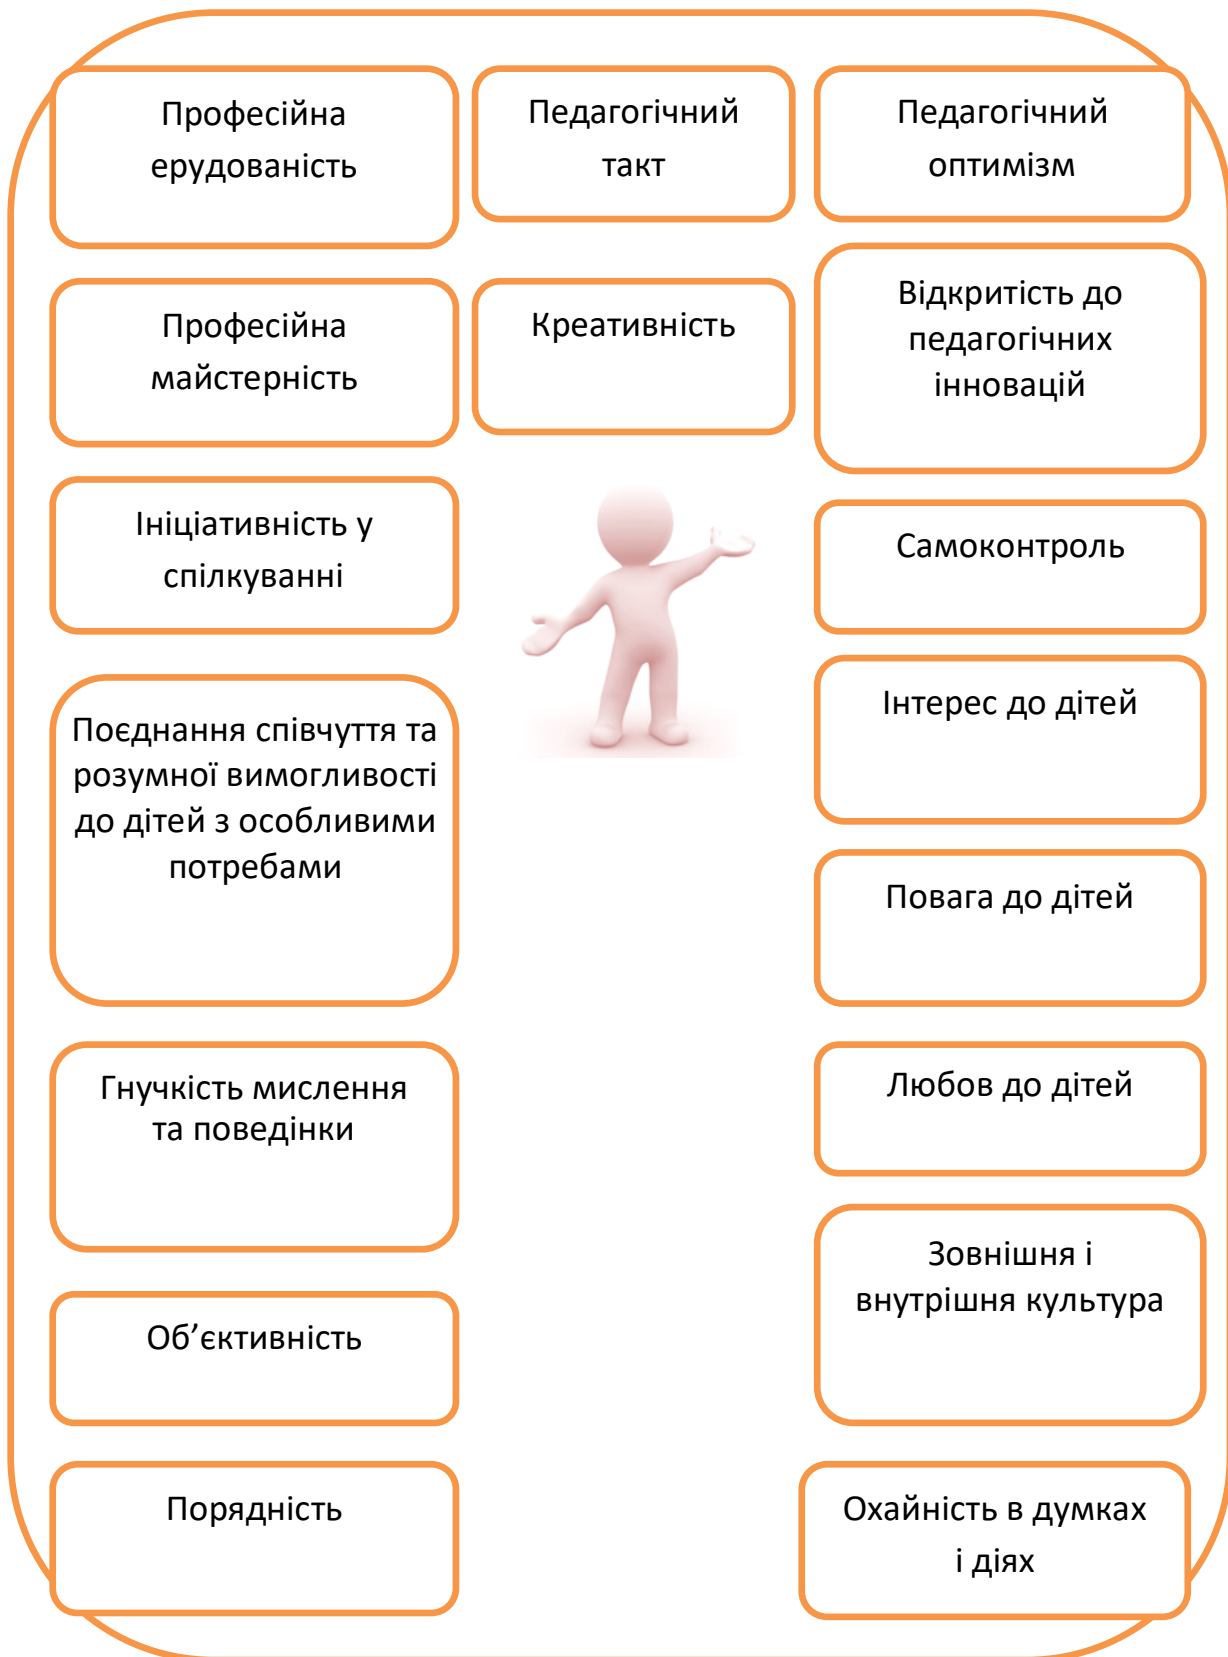 Професійна
ерудованість
Педагогічний
такт
Педагогічний
оптимізм
Професійна
майстерність
Креативність
Відкритість до
педагогічних
інновацій
Ініціативність у
спілкуванні
Самоконтроль
Поєднання співчуття та
розумної вимогливості
до дітей з особливими
потребами
Інтерес до дітей
Повага до дітей
Гнучкість мислення
та поведінки
Любов до дітей
Зовнішня і
внутрішня культура
Об’єктивність
Порядність
Охайність в думках
і діях